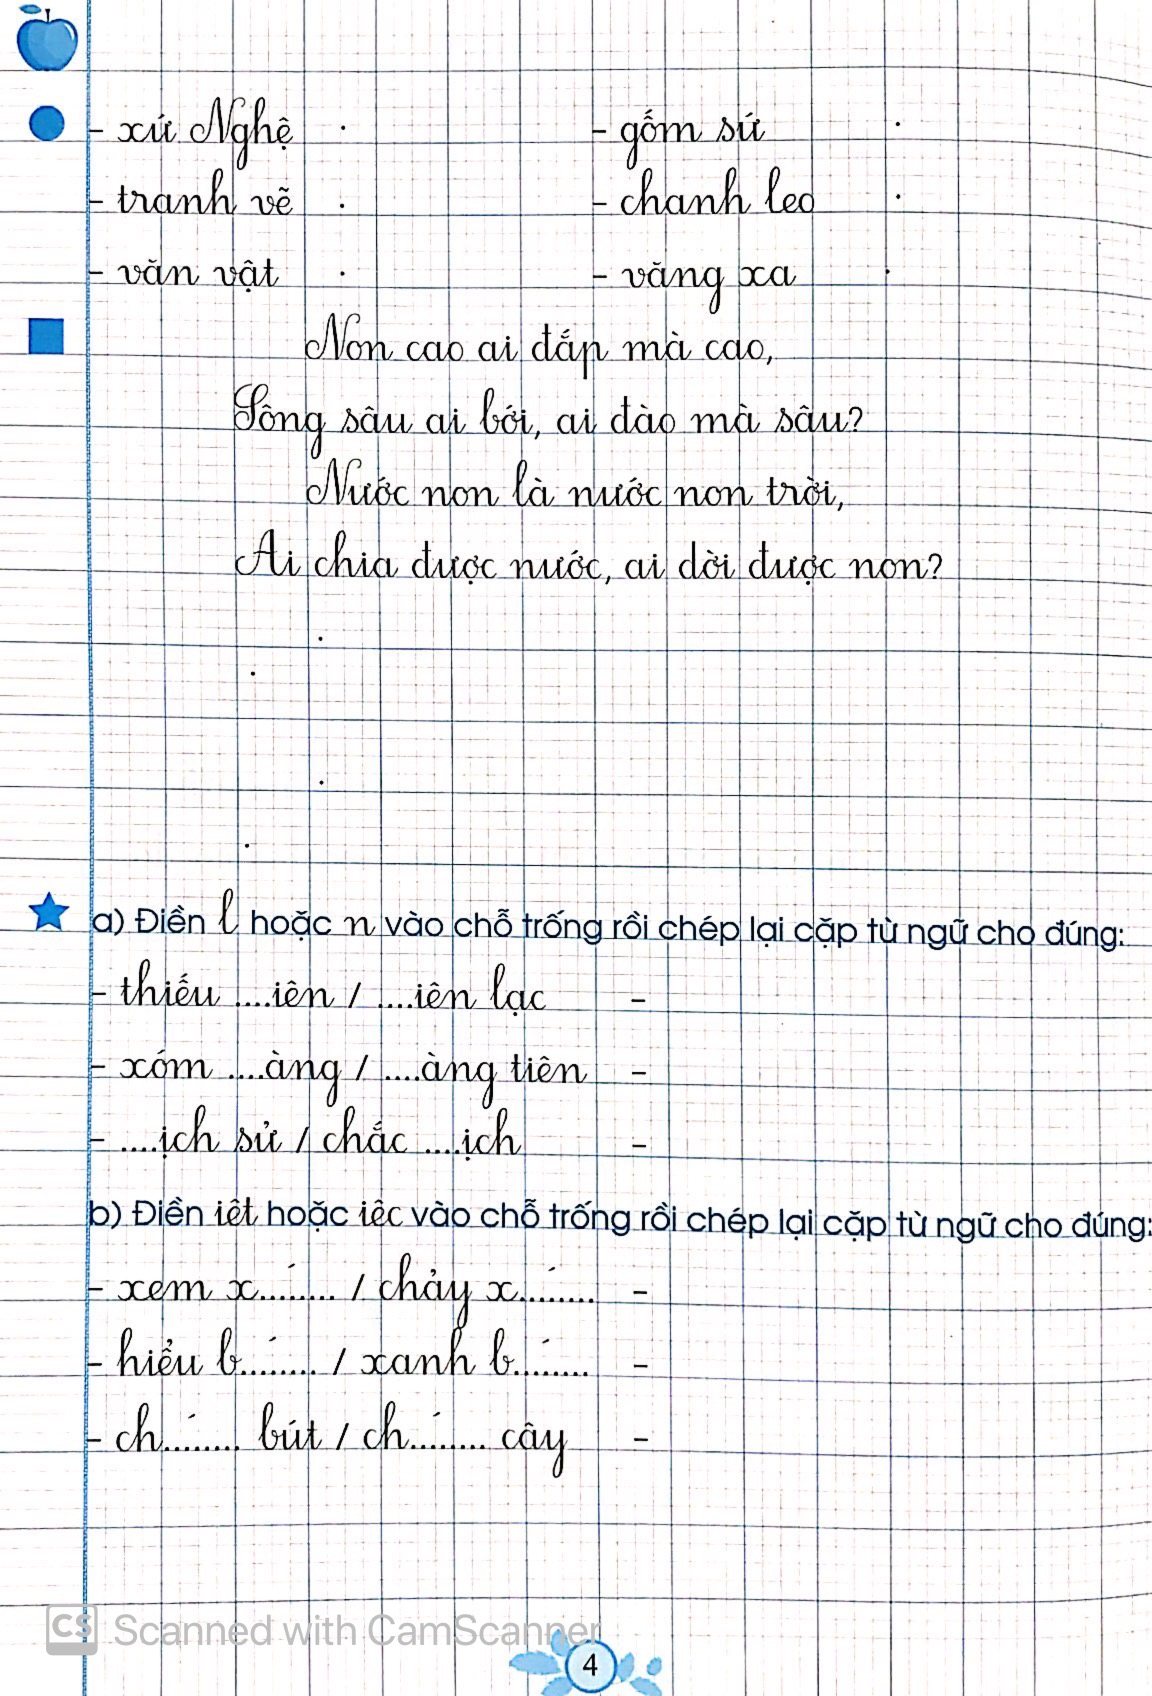 - xứ Nghệ . - gốm sứ .
- tranh vẽ . - chanh leo .
- văn vật . - văng xa .
Non cao ai đắp mà cao,
Sông sâu ai bới, ai đào mà sâu?
Nước non là nước non trời,
Ai chia được nước, ai dời được non?
a) Điền l hoặc n vào chỗ trống rồi chép lại cặp từ ngữ cho đúng:
- thiếu ....iên / ....iên lạc -
- xóm ....àng / ....àng tiên -
- ....ịch sử / chắc ....ịch -
b) Điền iêt hoặc iêc vào chỗ trống rồi chép lại cặp từ ngữ cho đúng:
- xem x....´.... / chảy x....´.... -
- hiểu b....´.... / xanh b....´.... -
- ch....´.... bút / ch....´.... cây -
CS Scanned with CamScanner
4